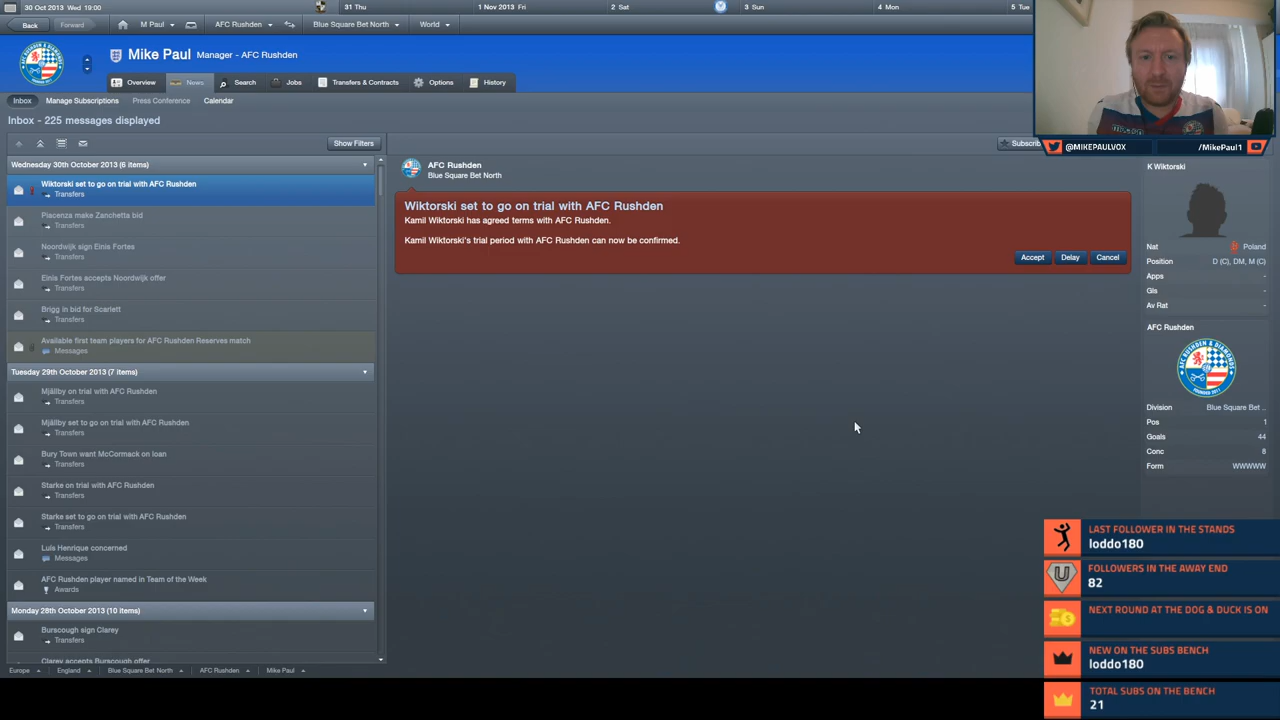 30 Oct 2013 Wed 19:00
31 Thu
1 Nov 2013 Fri
2 Sat
3 Sun
4 Mon
5 Tue
Back
Forward
M Paul
AFC Rushden
Blue Square Bet North
World
Mike Paul Manager - AFC Rushden
Overview
News
Search
Jobs
Transfers & Contracts
Options
History
Inbox
Manage Subscriptions
Press Conference
Calendar
Inbox - 225 messages displayed
Show Filters
Wednesday 30th October 2013 (6 items)
Wiktorski set to go on trial with AFC Rushden
Transfers
Piacenza make Zanchetta bid
Transfers
Noordwijk sign Einis Fortes
Transfers
Einis Fortes accepts Noordwijk offer
Transfers
Brigg in bid for Scarlett
Transfers
Available first team players for AFC Rushden Reserves match
Messages
Tuesday 29th October 2013 (7 items)
Mjällby on trial with AFC Rushden
Transfers
Mjällby set to go on trial with AFC Rushden
Transfers
Bury Town want McCormack on loan
Transfers
Starke on trial with AFC Rushden
Transfers
Starke set to go on trial with AFC Rushden
Transfers
Luís Henrique concerned
Messages
AFC Rushden player named in Team of the Week
Awards
Monday 28th October 2013 (10 items)
Burscough sign Clarey
Transfers
Clarey accepts Burscough offer
AFC Rushden
Blue Square Bet North
Subscrib
Wiktorski set to go on trial with AFC Rushden
Kamil Wiktorski has agreed terms with AFC Rushden.
Kamil Wiktorski's trial period with AFC Rushden can now be confirmed.
Accept
Delay
Cancel
@MIKEPAULVOX
/MikePaul1
K Wiktorski
Nat Poland
Position D (C), DM, M (C)
Apps -
Gls -
Av Rat -
AFC Rushden
Division Blue Square Bet ..
Pos 1
Goals 44
Conc 8
Form WWWWW
LAST FOLLOWER IN THE STANDS
loddo180
FOLLOWERS IN THE AWAY END
82
NEXT ROUND AT THE DOG & DUCK IS ON
NEW ON THE SUBS BENCH
loddo180
TOTAL SUBS ON THE BENCH
21
Europe
England
Blue Square Bet North
AFC Rushden
Mike Paul